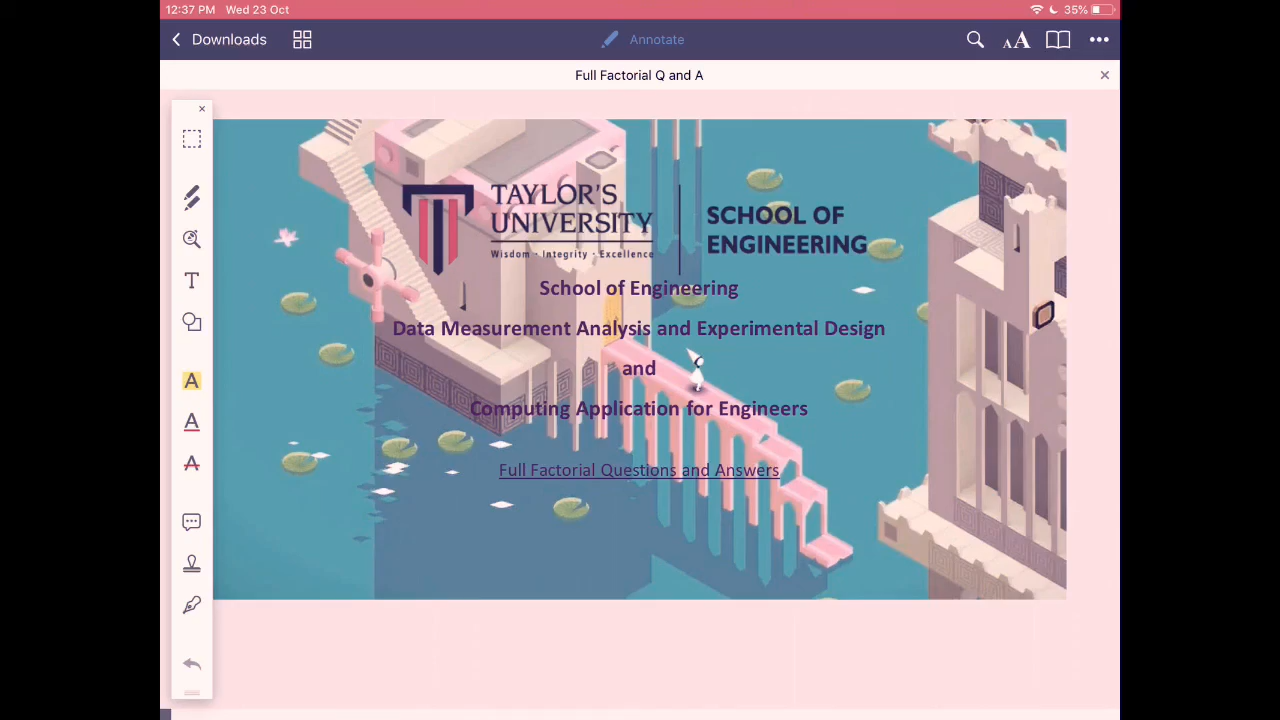 12:37 PM Wed 23 Oct 35%
Downloads Annotate AA
Full Factorial Q and A
TAYLOR'S
UNIVERSITY
Wisdom · Integrity · Excellence
SCHOOL OF
ENGINEERING
School of Engineering
Data Measurement Analysis and Experimental Design
and
Computing Application for Engineers
Full Factorial Questions and Answers
T
A
A
A